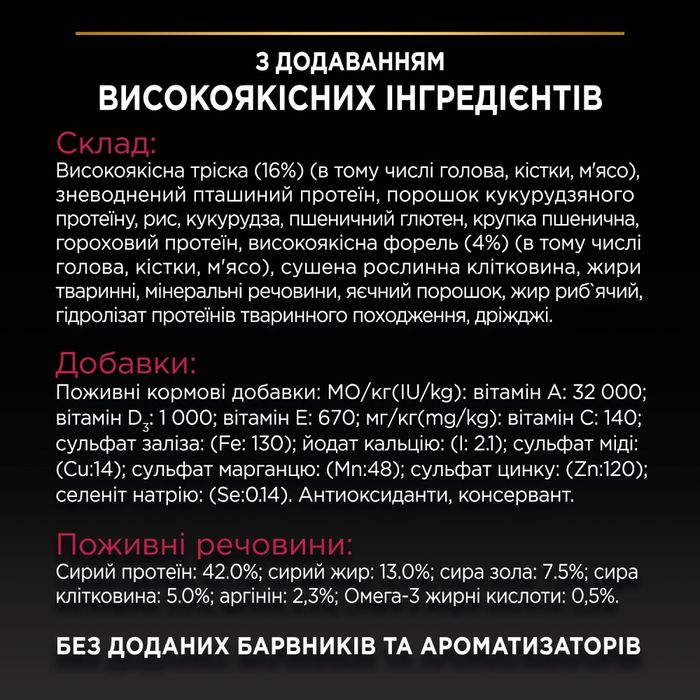 З ДОДАВАННЯМ
ВИСОКОЯКІСНИХ ІНГРЕДІЄНТІВ
Склад:
Високоякісна тріска (16%) (в тому числі голова, кістки, м'ясо),
зневоднений пташиний протеїн, порошок кукурудзяного
протеїну, рис, кукурудза, пшеничний глютен, крупка пшенична,
гороховий протеїн, високоякісна форель (4%) (в тому числі
голова, кістки, м'ясо), сушена рослинна клітковина, жири
тваринні, мінеральні речовини, яєчний порошок, жир риб`ячий,
гідролізат протеїнів тваринного походження, дріжджі.
Добавки:
Поживні кормові добавки: МО/кг(IU/kg): вітамін А: 32 000;
вітамін D₃: 1 000; вітамін Е: 670; мг/кг(mg/kg): вітамін С: 140;
сульфат заліза: (Fe: 130); йодат кальцію: (I: 2.1); сульфат міді:
(Cu:14); сульфат марганцю: (Mn:48); сульфат цинку: (Zn:120);
селеніт натрію: (Se:0.14). Антиоксиданти, консервант.
Поживні речовини:
Сирий протеїн: 42.0%; сирий жир: 13.0%; сира зола: 7.5%; сира
клітковина: 5.0%; аргінін: 2,3%; Омега-3 жирні кислоти: 0,5%.
БЕЗ ДОДАНИХ БАРВНИКІВ ТА АРОМАТИЗАТОРІВ